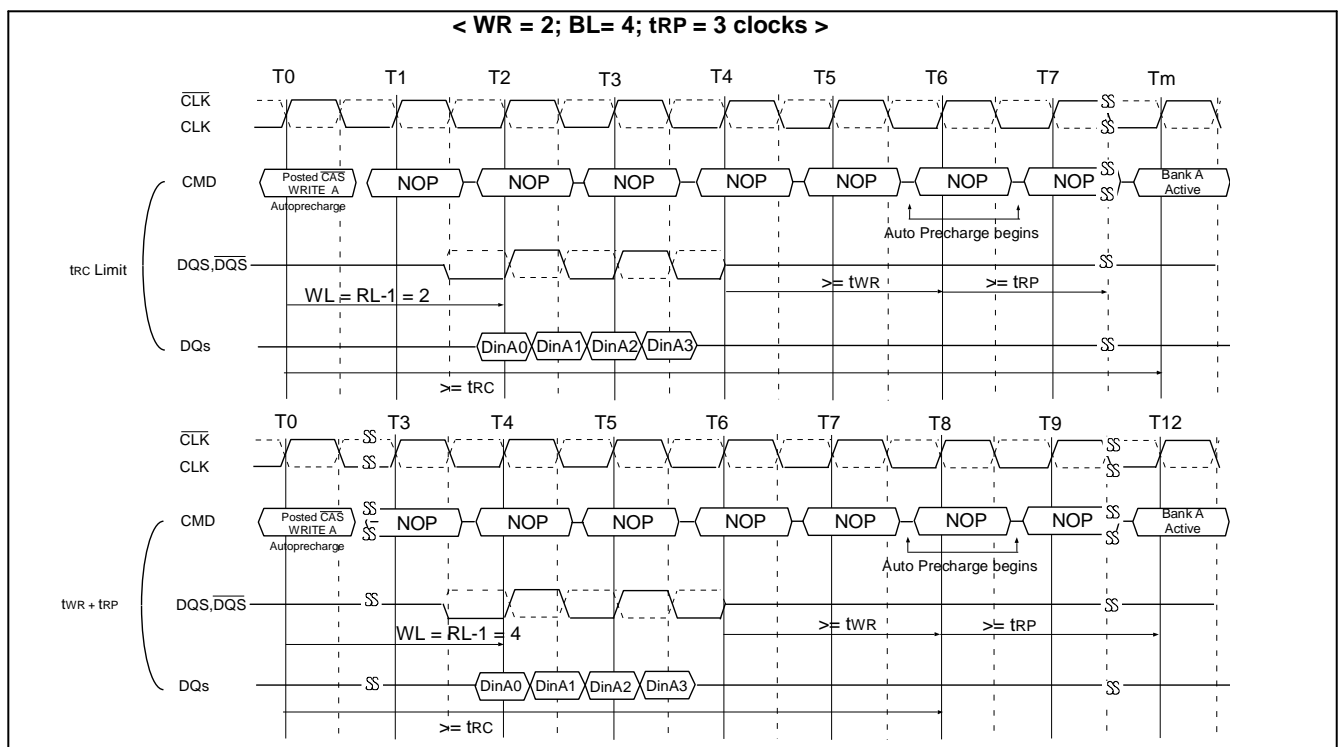 < WR = 2; BL= 4; tRP = 3 clocks >
T0 T1 T2 T3 T4 T5 T6 T7 Tm
CLK
CLK
CMD Posted CAS WRITE A NOP NOP NOP NOP NOP NOP NOP Bank A Active
Autoprecharge
Auto Precharge begins
tRC Limit
DQS,DQS
>= tWR >= tRP
WL = RL-1 = 2
DQs DinA0 DinA1 DinA2 DinA3
>= tRC
T0 T3 T4 T5 T6 T7 T8 T9 T12
CLK
CLK
CMD Posted CAS WRITE A NOP NOP NOP NOP NOP NOP NOP Bank A Active
Autoprecharge
Auto Precharge begins
tWR + tRP
DQS,DQS
>= tWR >= tRP
WL = RL-1 = 4
DQs DinA0 DinA1 DinA2 DinA3
>= tRC